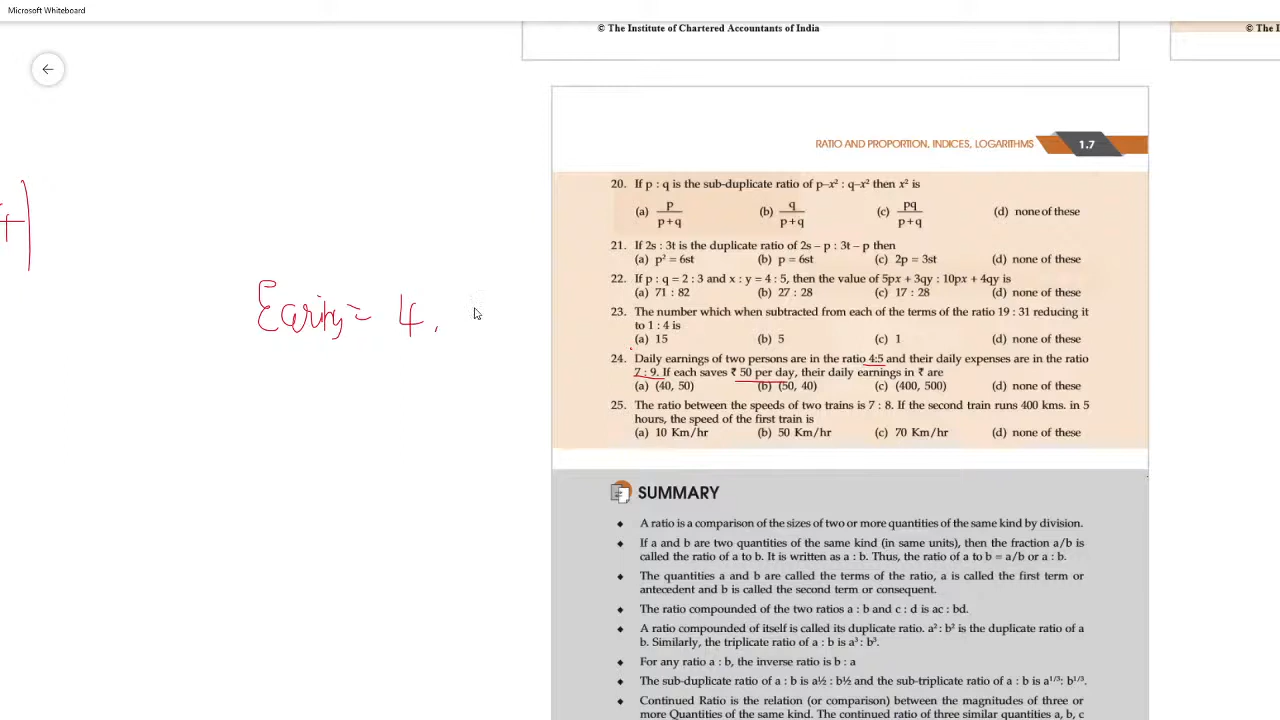 Microsoft Whiteboard
© The Institute of Chartered Accountants of India
© The I
RATIO AND PROPORTION, INDICES, LOGARITHMS 1.7
20. If p : q is the sub-duplicate ratio of p–x² : q–x² then x² is
(a) p/p+q (b) q/p+q (c) pq/p+q (d) none of these
21. If 2s : 3t is the duplicate ratio of 2s – p : 3t – p then
(a) p² = 6st (b) p = 6st (c) 2p = 3st (d) none of these
22. If p : q = 2 : 3 and x : y = 4 : 5, then the value of 5px + 3qy : 10px + 4qy is
(a) 71 : 82 (b) 27 : 28 (c) 17 : 28 (d) none of these
23. The number which when subtracted from each of the terms of the ratio 19 : 31 reducing it
to 1 : 4 is
(a) 15 (b) 5 (c) 1 (d) none of these
24. Daily earnings of two persons are in the ratio 4:5 and their daily expenses are in the ratio
7 : 9. If each saves ₹ 50 per day, their daily earnings in ₹ are
(a) (40, 50) (b) (50, 40) (c) (400, 500) (d) none of these
25. The ratio between the speeds of two trains is 7 : 8. If the second train runs 400 kms. in 5
hours, the speed of the first train is
(a) 10 Km/hr (b) 50 Km/hr (c) 70 Km/hr (d) none of these
= 4.
SUMMARY
A ratio is a comparison of the sizes of two or more quantities of the same kind by division.
If a and b are two quantities of the same kind (in same units), then the fraction a/b is
called the ratio of a to b. It is written as a : b. Thus, the ratio of a to b = a/b or a : b.
The quantities a and b are called the terms of the ratio, a is called the first term or
antecedent and b is called the second term or consequent.
The ratio compounded of the two ratios a : b and c : d is ac : bd.
A ratio compounded of itself is called its duplicate ratio. a² : b² is the duplicate ratio of a
b. Similarly, the triplicate ratio of a : b is a³ : b³.
For any ratio a : b, the inverse ratio is b : a
The sub-duplicate ratio of a : b is a½ : b½ and the sub-triplicate ratio of a : b is a¹/³: b¹/³.
Continued Ratio is the relation (or comparison) between the magnitudes of three or
more Quantities of the same kind. The continued ratio of three similar quantities a, b, c